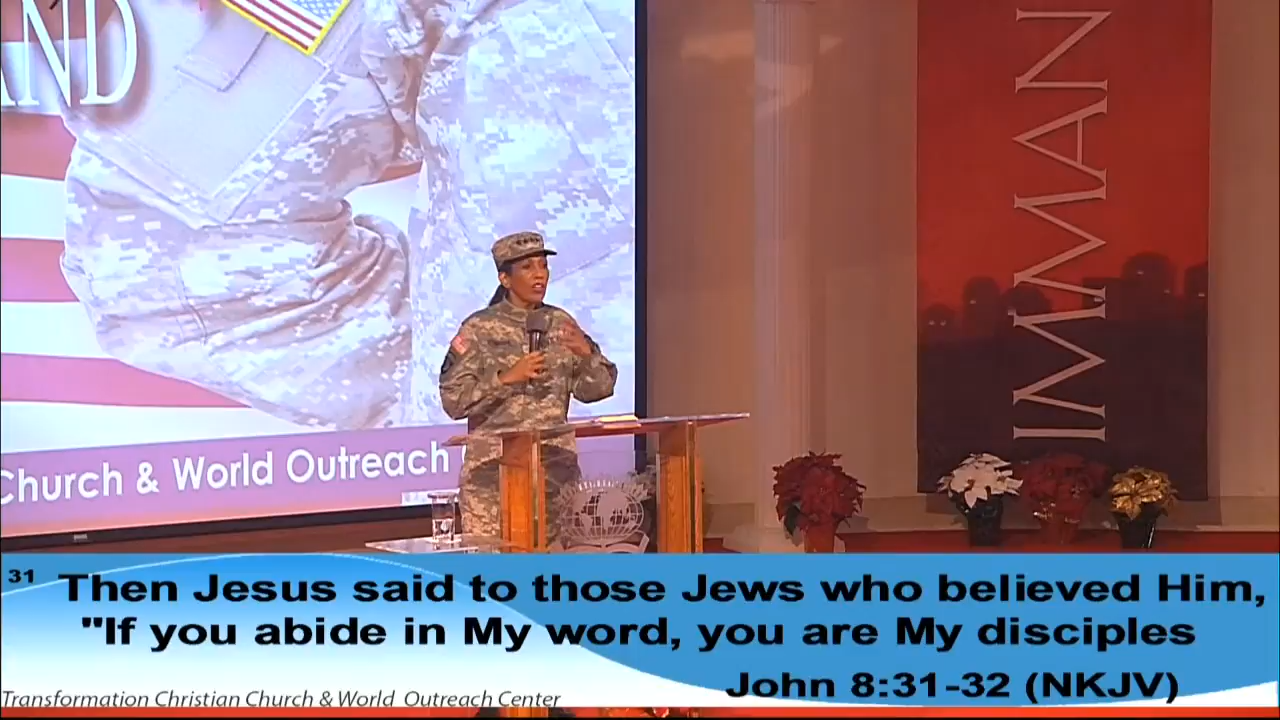 AND
IMMAN
Church & World Outreach
31 Then Jesus said to those Jews who believed Him,
"If you abide in My word, you are My disciples
John 8:31-32 (NKJV)
Transformation Christian Church & World Outreach Center